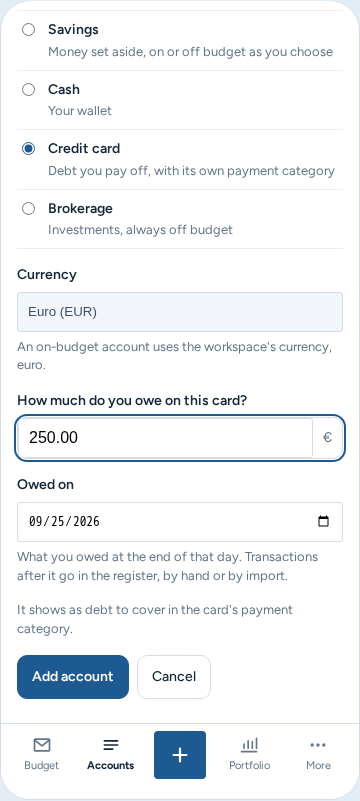 Savings
Money set aside, on or off budget as you choose
Cash
Your wallet
Credit card
Debt you pay off, with its own payment category
Brokerage
Investments, always off budget
Currency
Euro (EUR)
An on-budget account uses the workspace's currency,
euro.
How much do you owe on this card?
250.00 €
Owed on
09/25/2026
What you owed at the end of that day. Transactions
after it go in the register, by hand or by import.
It shows as debt to cover in the card's payment
category.
Add account Cancel
Budget Accounts + Portfolio More